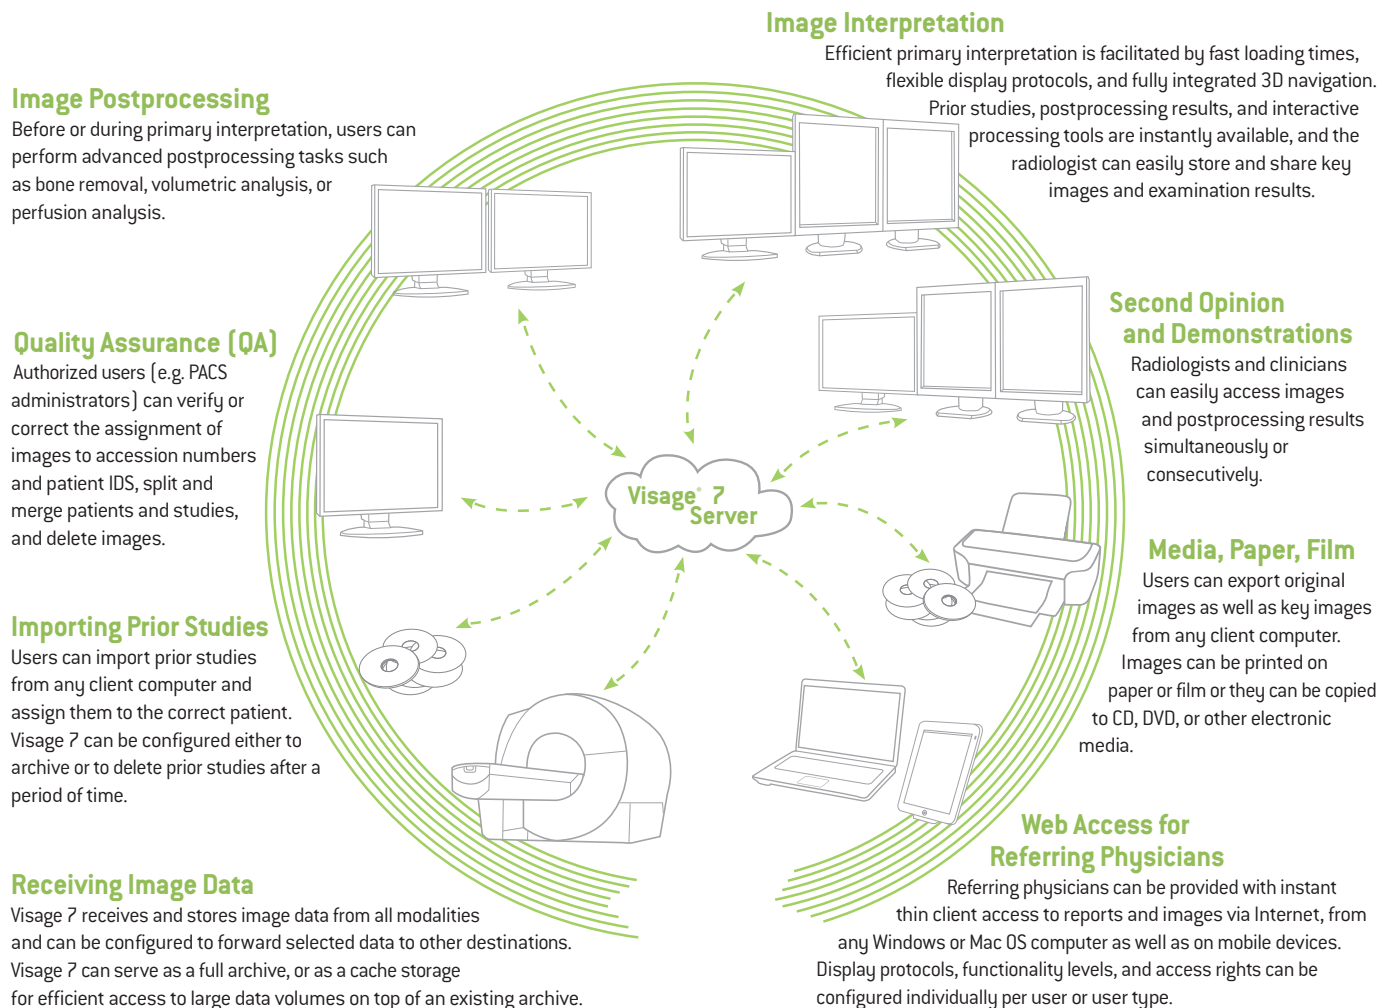 Image Interpretation
Efficient primary interpretation is facilitated by fast loading times,
flexible display protocols, and fully integrated 3D navigation.
Prior studies, postprocessing results, and interactive
processing tools are instantly available, and the
radiologist can easily store and share key
images and examination results.
Image Postprocessing
Before or during primary interpretation, users can
perform advanced postprocessing tasks such
as bone removal, volumetric analysis, or
perfusion analysis.
Second Opinion
and Demonstrations
Radiologists and clinicians
can easily access images
and postprocessing results
simultaneously or
consecutively.
Quality Assurance (QA)
Authorized users (e.g. PACS
administrators) can verify or
correct the assignment of
images to accession numbers
and patient IDS, split and
merge patients and studies,
and delete images.
Visage® 7
Server
Media, Paper, Film
Users can export original
images as well as key images
from any client computer.
Images can be printed on
paper or film or they can be copied
to CD, DVD, or other electronic
media.
Importing Prior Studies
Users can import prior studies
from any client computer and
assign them to the correct patient.
Visage 7 can be configured either to
archive or to delete prior studies after a
period of time.
Web Access for
Referring Physicians
Referring physicians can be provided with instant
thin client access to reports and images via Internet, from
any Windows or Mac OS computer as well as on mobile devices.
Display protocols, functionality levels, and access rights can be
configured individually per user or user type.
Receiving Image Data
Visage 7 receives and stores image data from all modalities
and can be configured to forward selected data to other destinations.
Visage 7 can serve as a full archive, or as a cache storage
for efficient access to large data volumes on top of an existing archive.